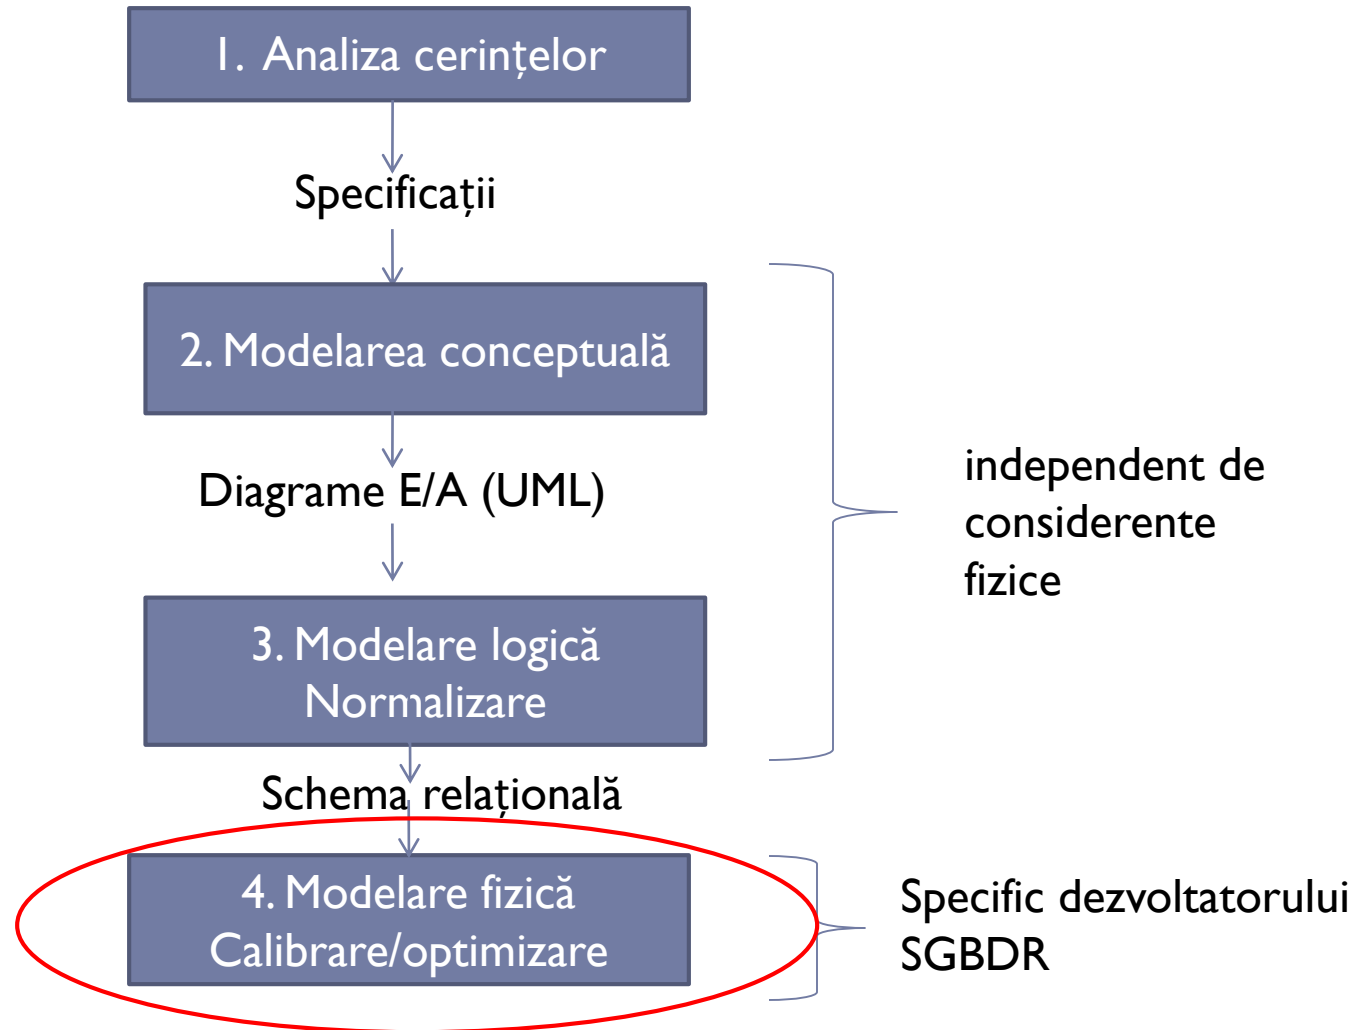 1. Analiza cerințelor
Specificații
2. Modelarea conceptuală
Diagrame E/A (UML)
independent de
considerente
fizice
3. Modelare logică
Normalizare
Schema relațională
4. Modelare fizică
Calibrare/optimizare
Specific dezvoltatorului
SGBDR